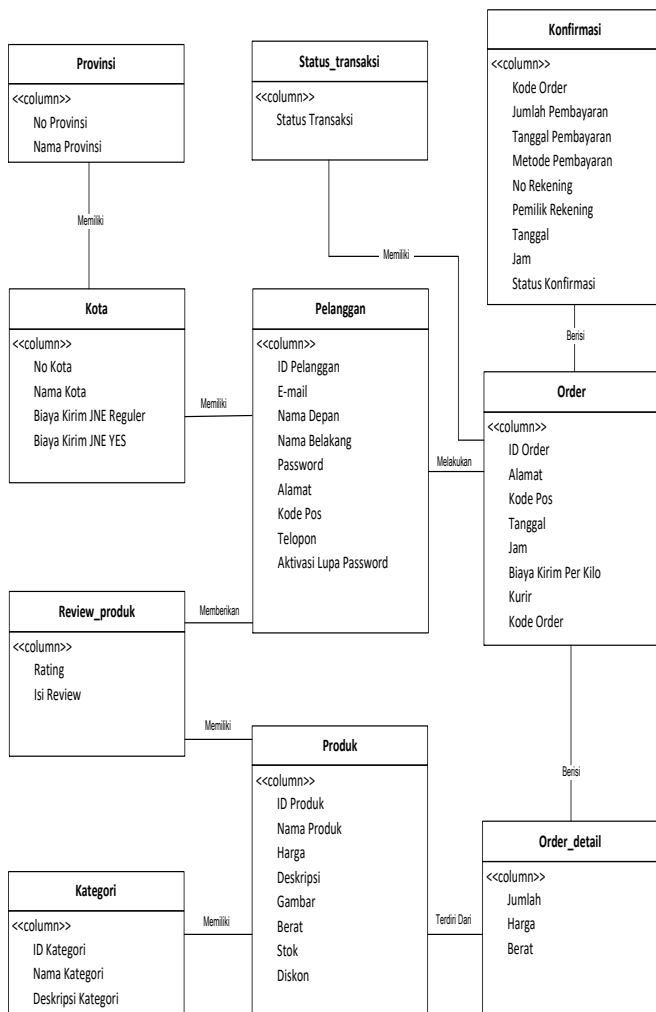 Provinsi
<<column>>
No Provinsi
Nama Provinsi
Status_transaksi
<<column>>
Status Transaksi
Konfirmasi
<<column>>
Kode Order
Jumlah Pembayaran
Tanggal Pembayaran
Metode Pembayaran
No Rekening
Pemilik Rekening
Tanggal
Jam
Status Konfirmasi
Memiliki
Memiliki
Berisi
Kota
<<column>>
No Kota
Nama Kota
Biaya Kirim JNE Reguler
Biaya Kirim JNE YES
Memiliki
Pelanggan
<<column>>
ID Pelanggan
E-mail
Nama Depan
Nama Belakang
Password
Alamat
Kode Pos
Telopon
Aktivasi Lupa Password
Melakukan
Order
<<column>>
ID Order
Alamat
Kode Pos
Tanggal
Jam
Biaya Kirim Per Kilo
Kurir
Kode Order
Review_produk
<<column>>
Rating
Isi Review
Memberikan
Memiliki
Berisi
Produk
<<column>>
ID Produk
Nama Produk
Harga
Deskripsi
Gambar
Berat
Stok
Diskon
Kategori
<<column>>
ID Kategori
Nama Kategori
Deskripsi Kategori
Memiliki
Terdiri Dari
Order_detail
<<column>>
Jumlah
Harga
Berat